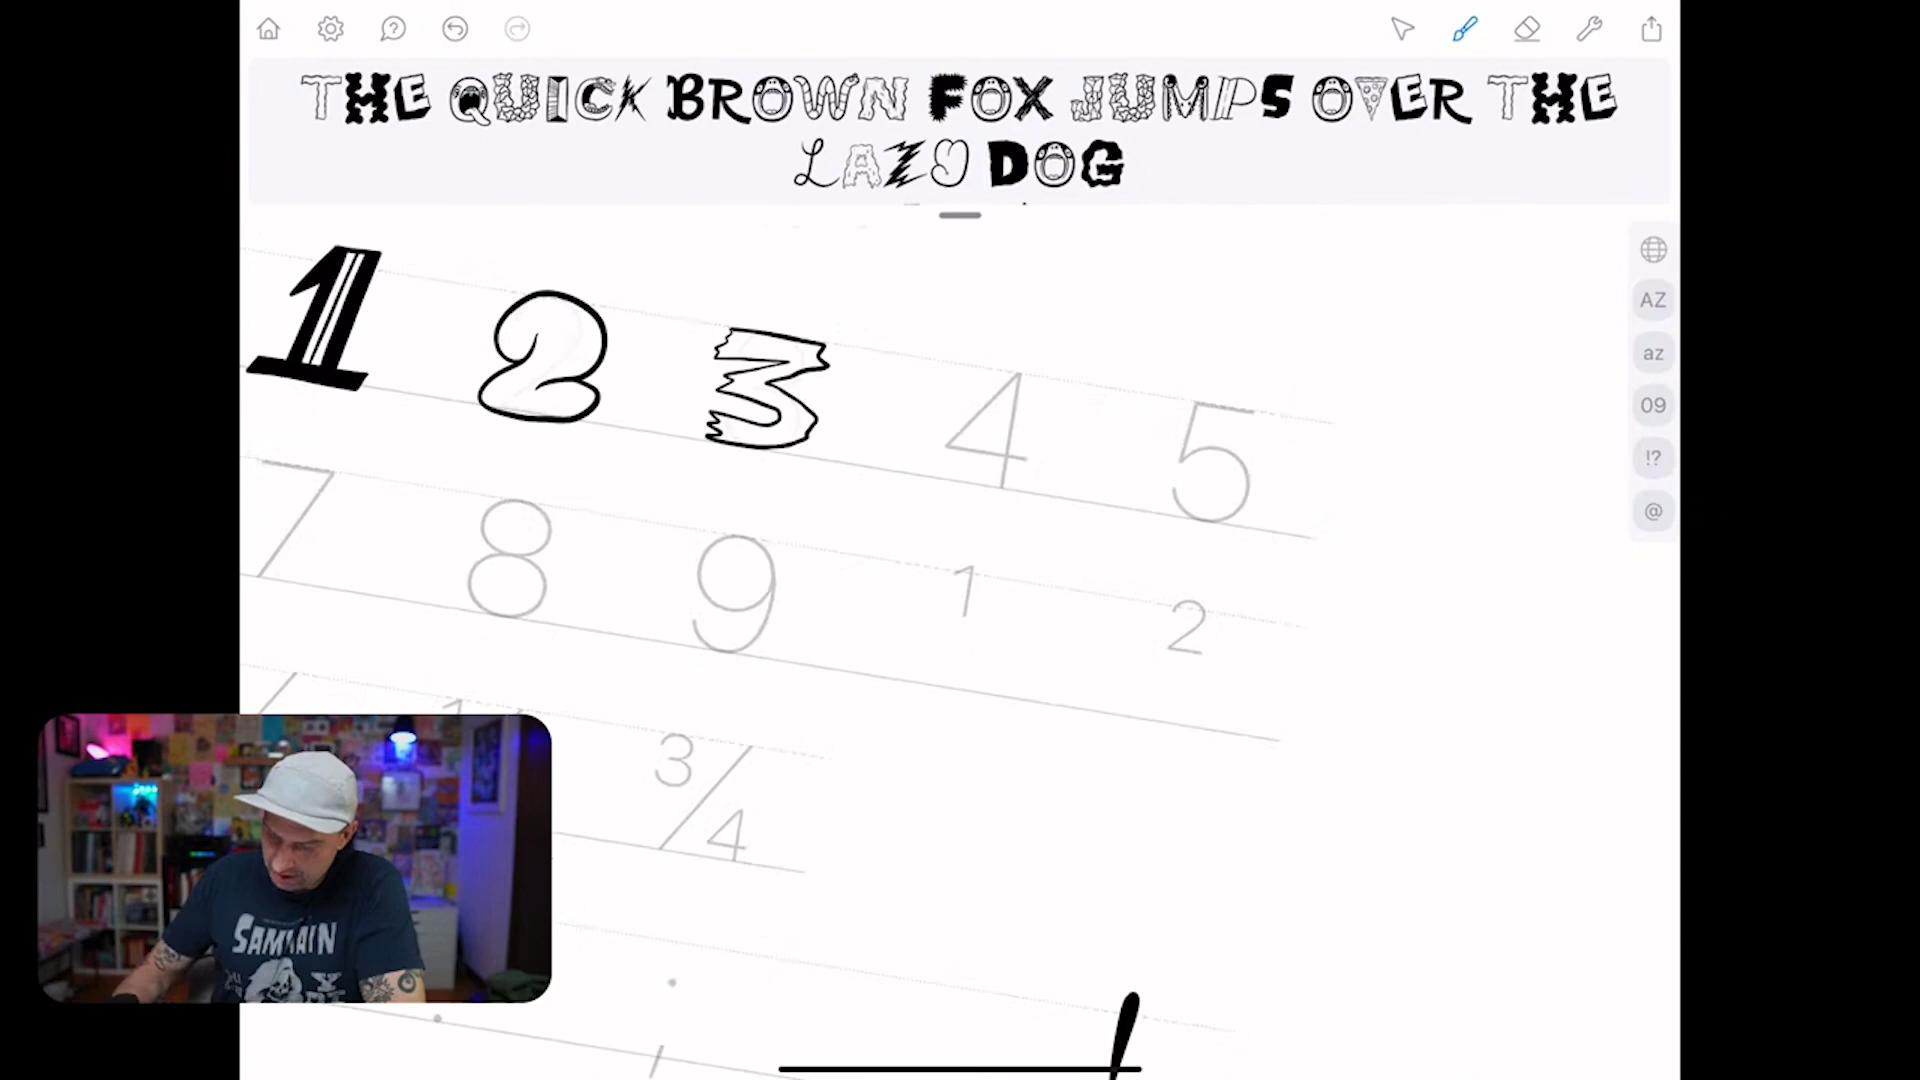 THE QUICK BROWN FOX JUMPS OVER THE
LAZY DOG
AZ
az
09
!?
@
1 2 3 4 5
7 8 9 1 2
1
3/4
SAMHAIN